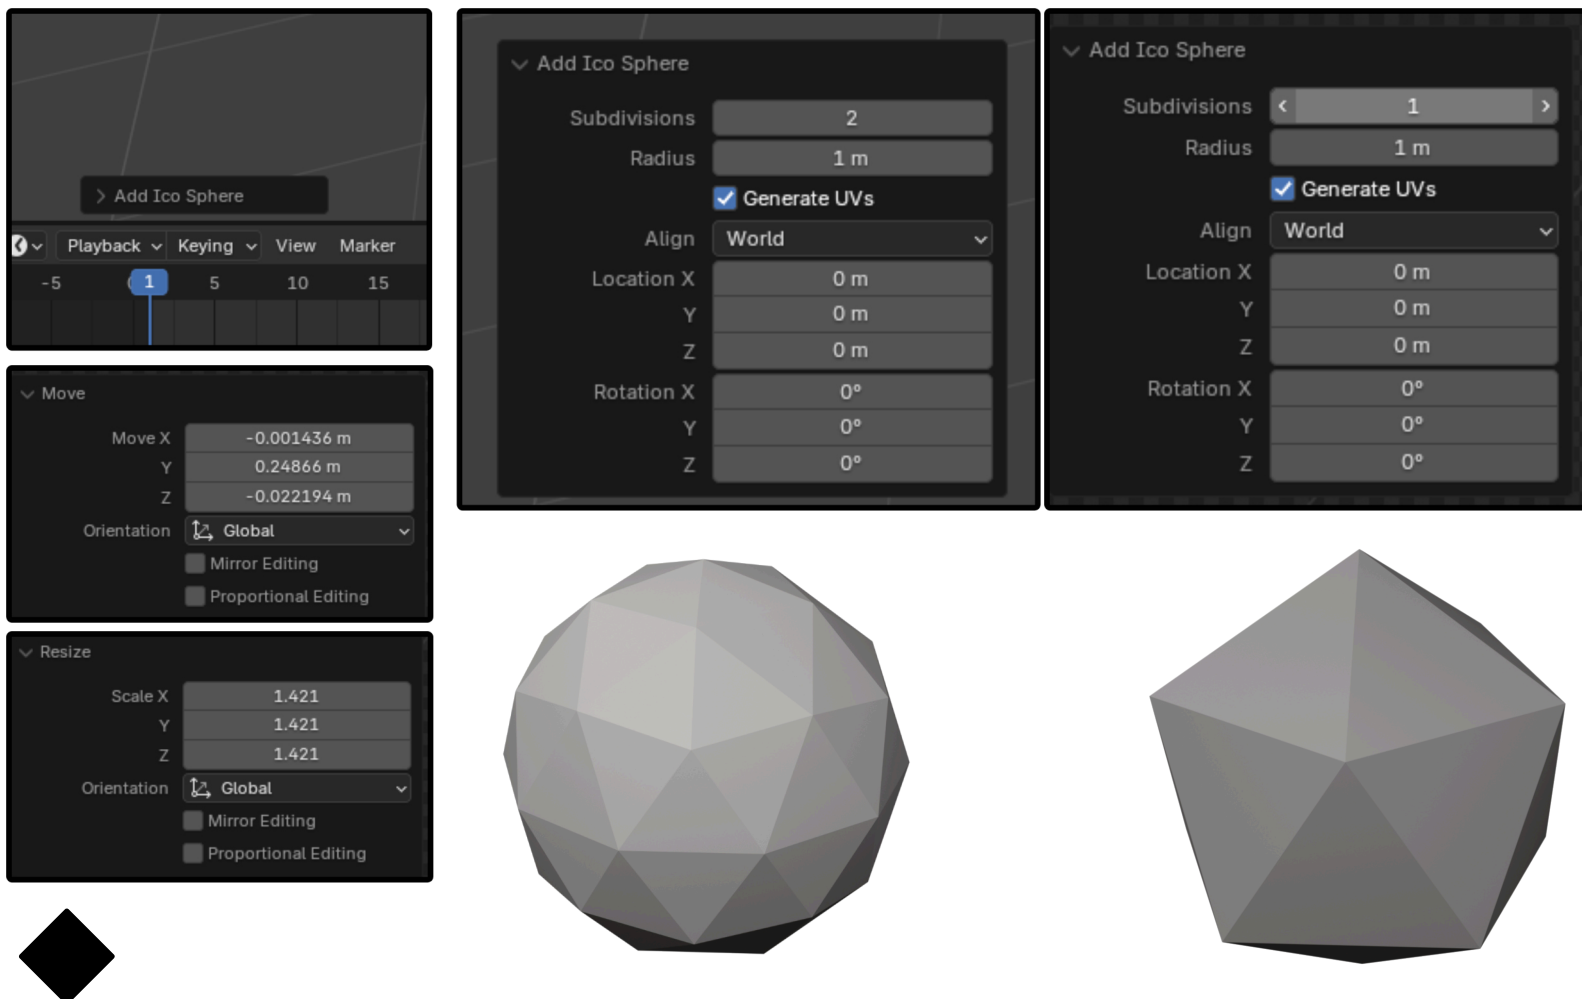 Add Ico Sphere
Playback Keying View Marker
-5 1 5 10 15
Move
Move X -0.001436 m
Y 0.24866 m
Z -0.022194 m
Orientation Global
Mirror Editing
Proportional Editing
Resize
Scale X 1.421
Y 1.421
Z 1.421
Orientation Global
Mirror Editing
Proportional Editing
Add Ico Sphere
Subdivisions 2
Radius 1 m
Generate UVs
Align World
Location X 0 m
Y 0 m
Z 0 m
Rotation X 0°
Y 0°
Z 0°
Add Ico Sphere
Subdivisions 1
Radius 1 m
Generate UVs
Align World
Location X 0 m
Y 0 m
Z 0 m
Rotation X 0°
Y 0°
Z 0°